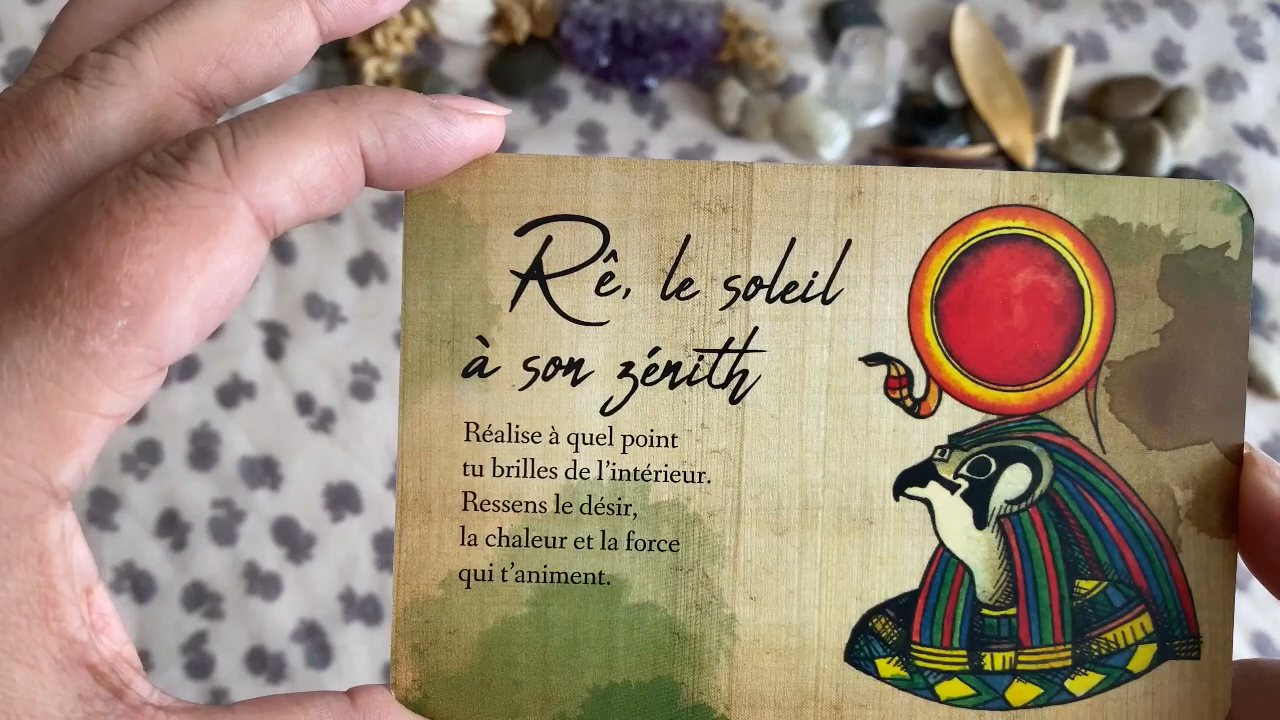 Rê, le soleil
à son zénith
Réalise à quel point
tu brilles de l'intérieur.
Ressens le désir,
la chaleur et la force
qui t'animent.